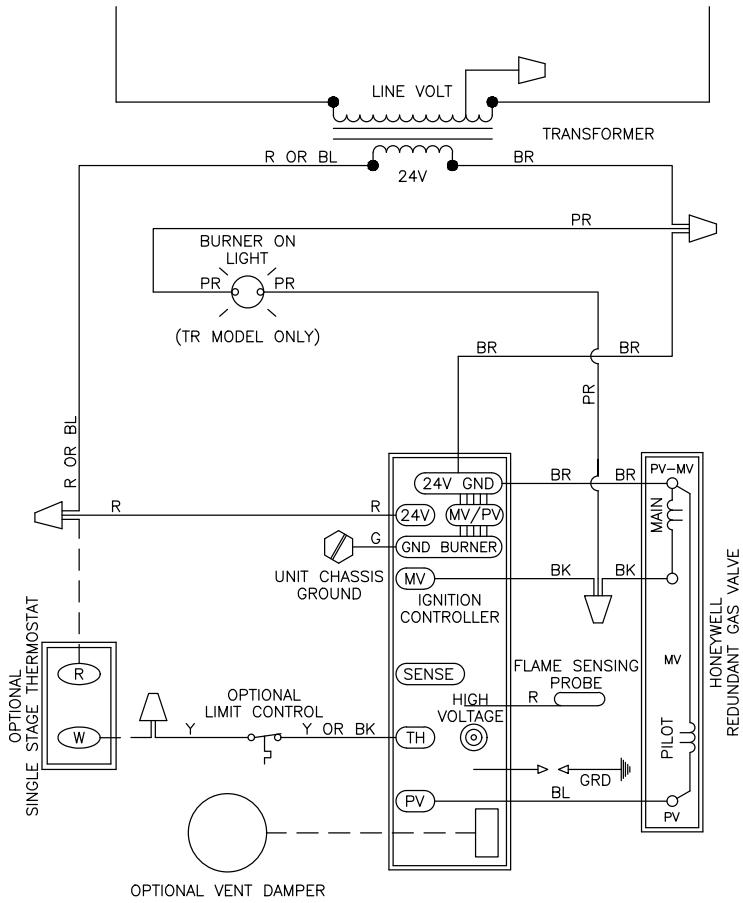 LINE VOLT
TRANSFORMER
R OR BL
24V
BR
PR
BURNER ON
LIGHT
PR
PR
(TR MODEL ONLY)
BR
BR
PR
R OR BL
24V GND
BR
BR
PV-MV
R
R
24V
MV/PV
MAIN
G
GND BURNER
UNIT CHASSIS
GROUND
MV
BK
BK
IGNITION
CONTROLLER
HONEYWELL
REDUNDANT GAS VALVE
OPTIONAL
SINGLE STAGE THERMOSTAT
R
SENSE
FLAME SENSING
PROBE
MV
OPTIONAL
LIMIT CONTROL
HIGH
VOLTAGE
R
W
Y
Y OR BK
TH
PILOT
GRD
PV
BL
PV
OPTIONAL VENT DAMPER